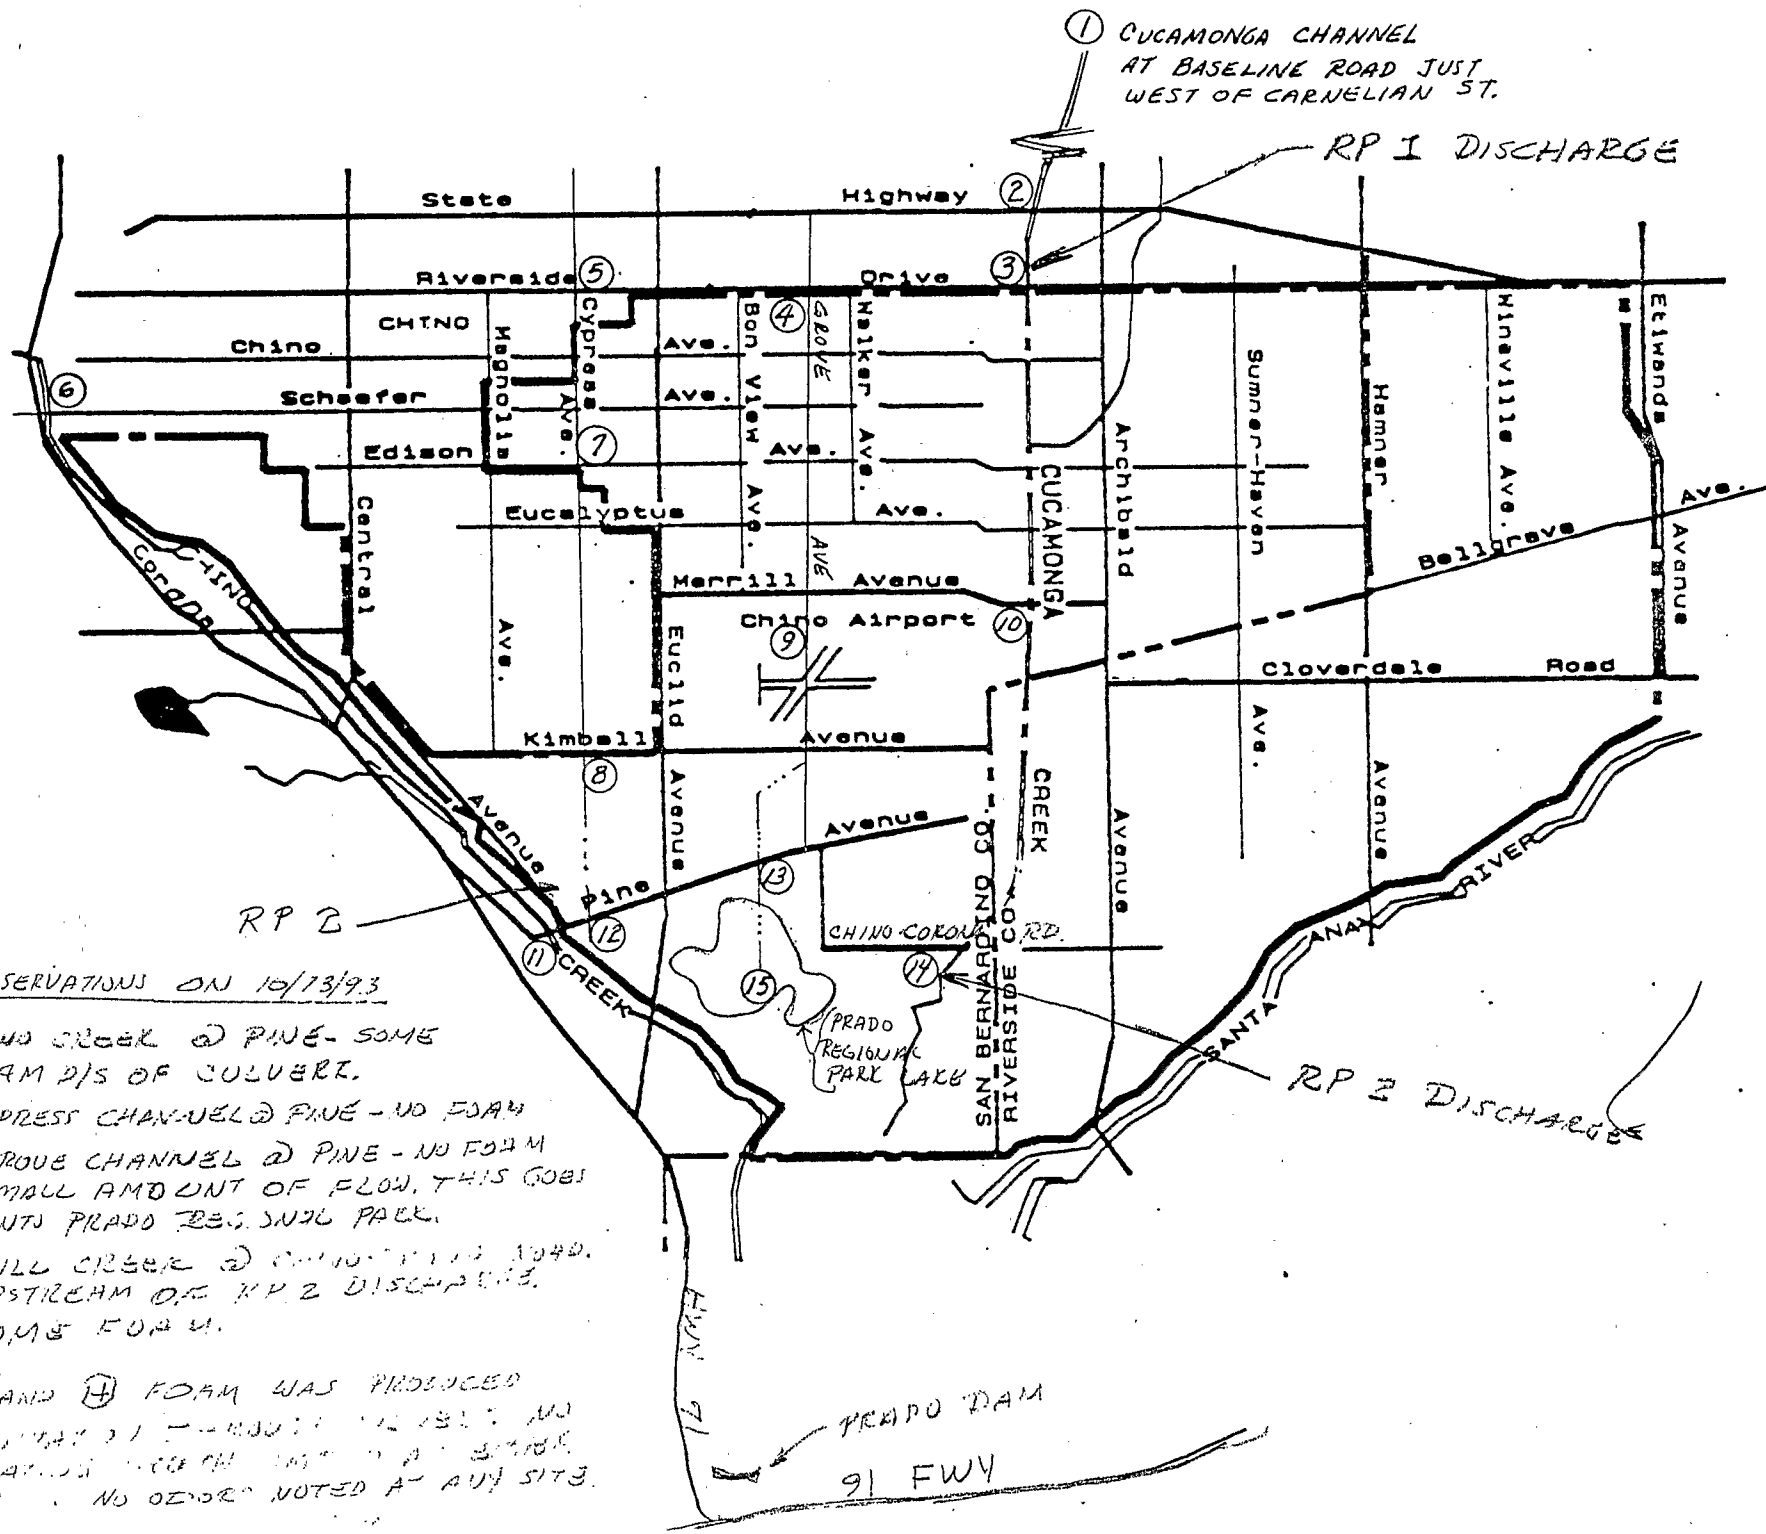 ① CUCAMONGA CHANNEL
AT BASELINE ROAD JUST
WEST OF CARNELIAN ST.
RP 1 DISCHARGE
State Highway
②
③
Riverside Drive
⑤
④
CHINO
Chino Ave.
Schaefer Ave.
⑥
Edison Ave.
⑦
Eucalyptus Ave.
Magnolia Ave.
Cypress Ave.
Bon View Ave.
GROVE AVE
Walker Ave.
Central
Corona
CHINO
Merrill Avenue
Chino Airport
⑨
⑩
CUCAMONGA
CREEK
Archibald
Avenue
Sumner-Haven
Ave.
Hamner
Avenue
Wineville Ave.
Etiwanda
Avenue
Bellgrave Ave.
Cloverdale Road
Euclid
Avenue
Kimball Avenue
⑧
Avenue
Pine Avenue
⑬
RP 2
⑫
⑪
CREEK
CHINO-CORONA RD.
⑭
⑮
PRADO
REGIONAL
PARK LAKE
SAN BERNARDINO CO.
RIVERSIDE CO.
SANTA ANA RIVER
RP 2 DISCHARGE
SERVATIONS ON 10/13/93
CREEK @ PINE - SOME
D/S OF CULVERT.
PRESS CHANNEL @ PINE - NO FOAM
ROVE CHANNEL @ PINE - NO FOAM
MALL AMOUNT OF FLOW. THIS GOES
PRADO REGIONAL PARK.
ILL CREEK @ ROAD.
PSTREAM OF RP 2 DISCHARGE.
OME FOAM.
AND ⑭ FOAM WAS PRODUCED
NO
NO ODOR NOTED AT ANY SITE.
HWY 71
PRADO DAM
91 FWY